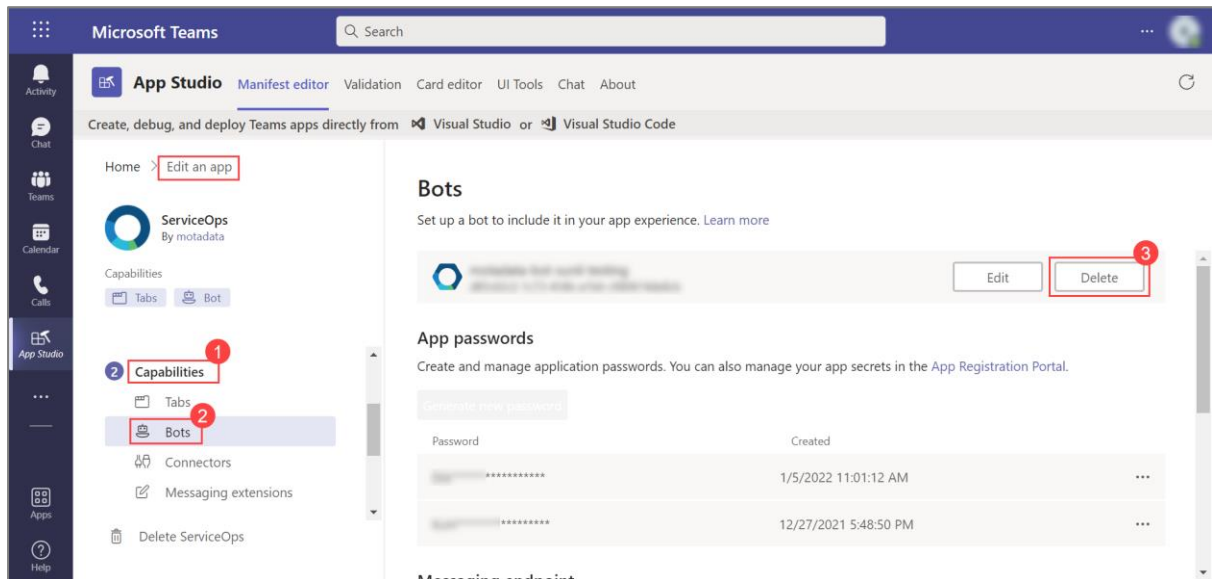 Microsoft Teams
Search
Activity
Chat
Teams
Calendar
Calls
App Studio
Apps
Help
App Studio Manifest editor Validation Card editor UI Tools Chat About
Create, debug, and deploy Teams apps directly from Visual Studio or Visual Studio Code
Home > Edit an app
ServiceOps
By motadata
Capabilities
Tabs Bot
1
2 Capabilities
Tabs
2
Bots
Connectors
Messaging extensions
Delete ServiceOps
Bots
Set up a bot to include it in your app experience. Learn more
3
Edit Delete
App passwords
Create and manage application passwords. You can also manage your app secrets in the App Registration Portal.
Generate new password
Password Created
*********** 1/5/2022 11:01:12 AM
********* 12/27/2021 5:48:50 PM
Messaging endpoint